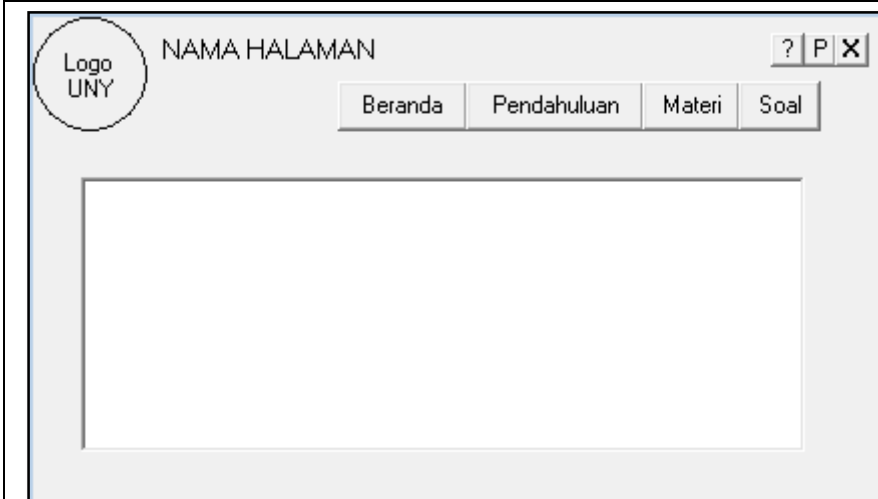 Logo
UNY
NAMA HALAMAN
? P X
Beranda Pendahuluan Materi Soal